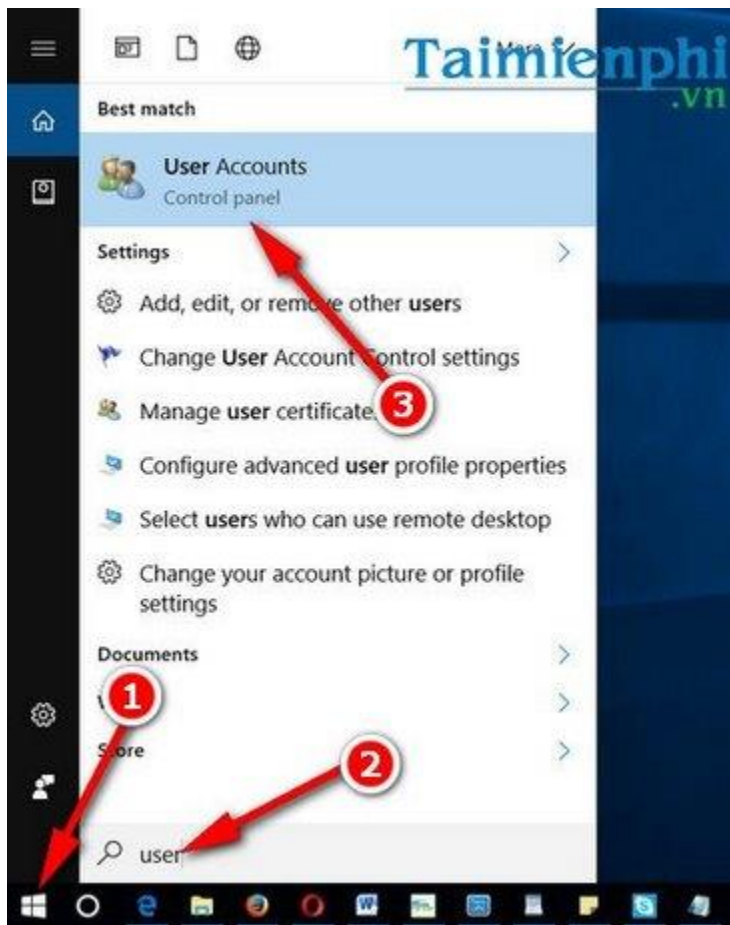 Taimienphi
.vn
Best match
User Accounts
Control panel
Settings
Add, edit, or remove other users
Change User Account Control settings
3
Manage user certificate
Configure advanced user profile properties
Select users who can use remote desktop
Change your account picture or profile
settings
Documents
1
Store
2
user